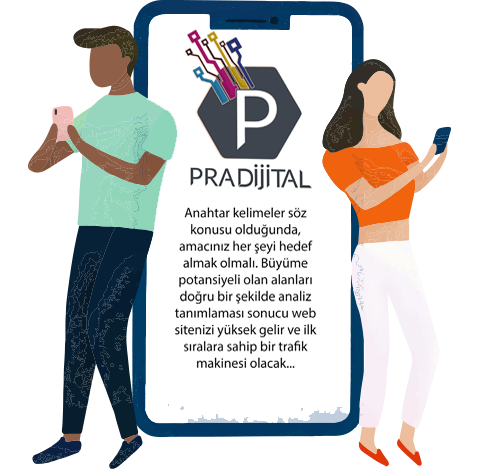 P
PRADİJİTAL
Anahtar kelimeler söz
konusu olduğunda,
amacınız her şeyi hedef
almak olmalı. Büyüme
potansiyeli olan alanları
doğru bir şekilde analiz
tanımlaması sonucu web
sitenizi yüksek gelir ve ilk
sıralara sahip bir trafik
makinesi olacak...